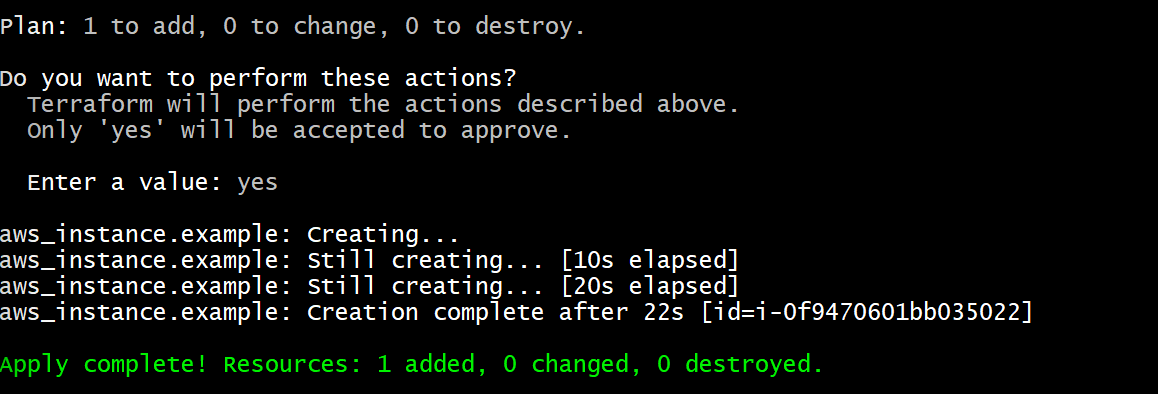 Plan: 1 to add, 0 to change, 0 to destroy.
Do you want to perform these actions?
Terraform will perform the actions described above.
Only 'yes' will be accepted to approve.
Enter a value: yes
aws_instance.example: Creating...
aws_instance.example: Still creating... [10s elapsed]
aws_instance.example: Still creating... [20s elapsed]
aws_instance.example: Creation complete after 22s [id=i-0f9470601bb035022]
Apply complete! Resources: 1 added, 0 changed, 0 destroyed.